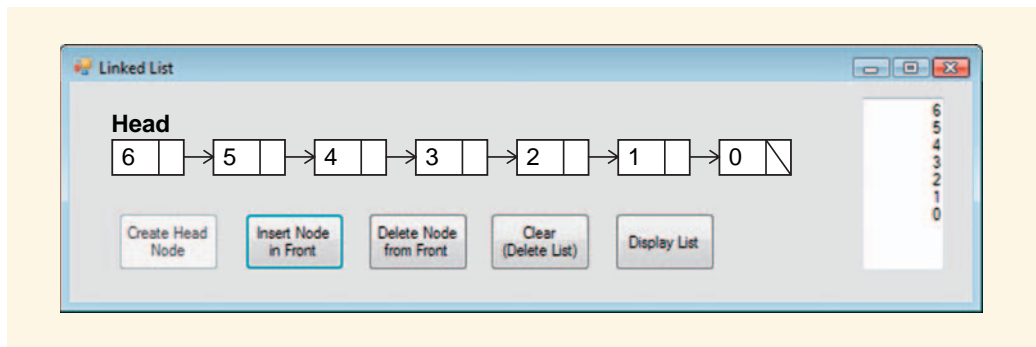 Linked List
Head
6 5 4 3 2 1 0
Create Head
Node
Insert Node
in Front
Delete Node
from Front
Clear
(Delete List)
Display List
6
5
4
3
2
1
0